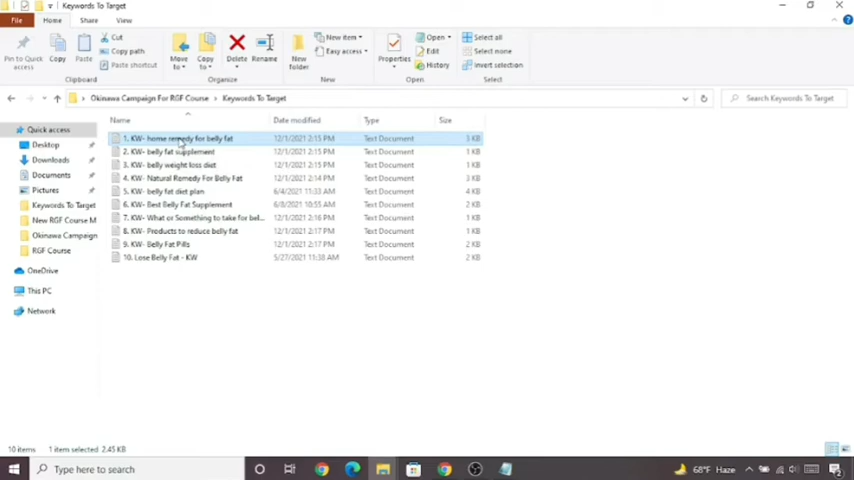 Keywords To Target
File Home Share View
Pin to Quick access
Copy
Paste
Cut
Copy path
Paste shortcut
Clipboard
Move to
Copy to
Delete
Rename
Organize
New folder
New item
Easy access
New
Properties
Open
Edit
History
Open
Select all
Select none
Invert selection
Select
Okinawa Campaign For RGF Course Keywords To Target
Search Keywords To Target
Name Date modified Type Size
Quick access
Desktop
Downloads
Documents
Pictures
Keywords To Target
New RGF Course M
Okinawa Campaign
RGF Course
OneDrive
This PC
Network
1. KW- home remedy for belly fat 12/1/2021 2:15 PM Text Document 3 KB
2. KW- belly fat supplement 12/1/2021 2:15 PM Text Document 1 KB
3. KW- belly weight loss diet 12/1/2021 2:15 PM Text Document 1 KB
4. KW- Natural Remedy For Belly Fat 12/1/2021 2:14 PM Text Document 3 KB
5. KW- belly fat diet plan 6/4/2021 11:33 AM Text Document 4 KB
6. KW- Best Belly Fat Supplement 6/8/2021 10:55 AM Text Document 2 KB
7. KW- What or Something to take for bel... 12/1/2021 2:16 PM Text Document 1 KB
8. KW- Products to reduce belly fat 12/1/2021 2:17 PM Text Document 1 KB
9. KW- Belly Fat Pills 12/1/2021 2:17 PM Text Document 2 KB
10. Lose Belly Fat - KW 5/27/2021 11:38 AM Text Document 2 KB
10 items 1 item selected 2.45 KB
Type here to search
68°F Haze
2